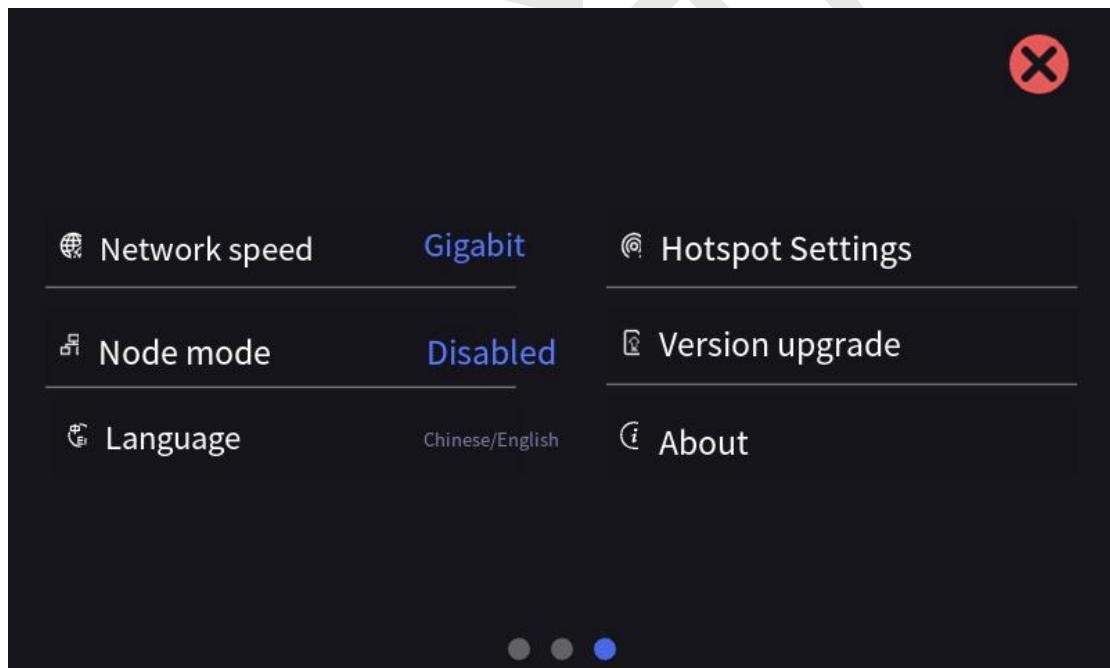 Network speed Gigabit
Node mode Disabled
Language Chinese/English
Hotspot Settings
Version upgrade
About